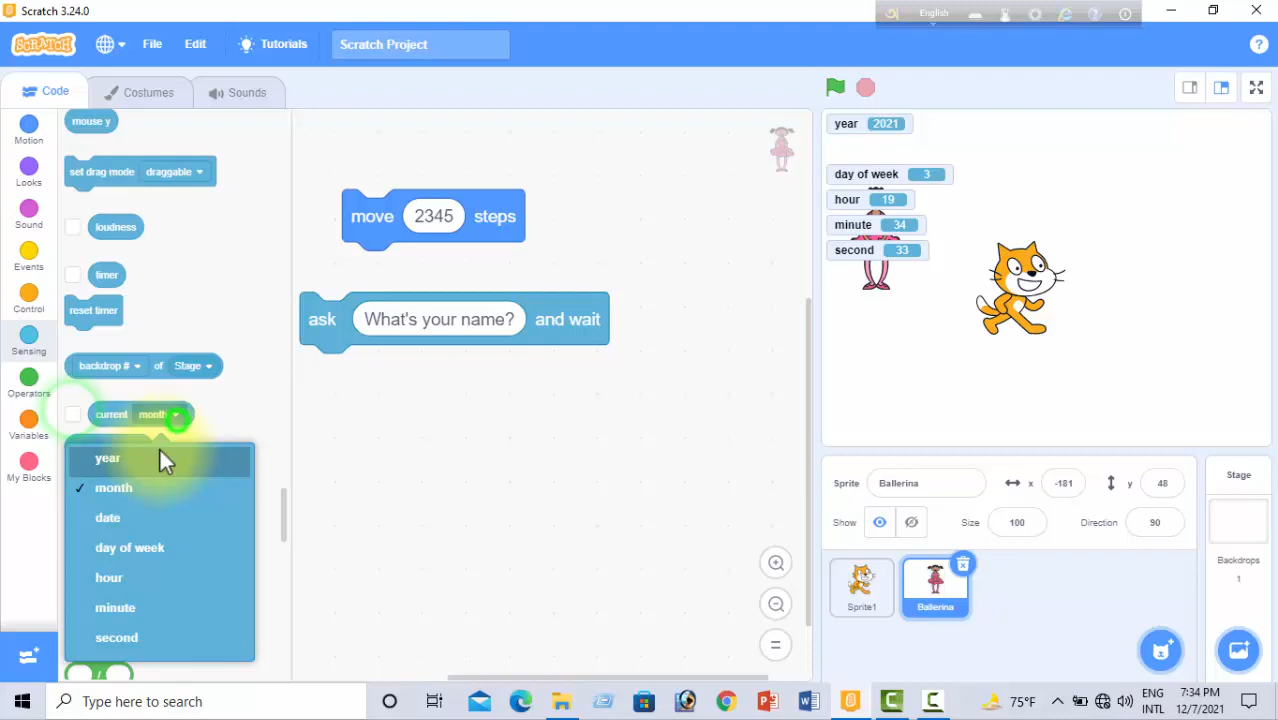 Scratch 3.24.0
English
SCRATCH
File
Edit
Tutorials
Scratch Project
?
Code
Costumes
Sounds
Motion
Looks
Sound
Events
Control
Sensing
Operators
Variables
My Blocks
mouse y
set drag mode draggable
loudness
timer
reset timer
backdrop # of Stage
current month
year
✓ month
date
day of week
hour
minute
second
/
move 2345 steps
ask What's your name? and wait
year 2021
day of week 3
hour 19
minute 34
second 33
Sprite Ballerina
x -181
y 48
Show
Size 100
Direction 90
Sprite1
Ballerina
Stage
Backdrops
1
Type here to search
75°F
ENG
INTL
7:34 PM
12/7/2021